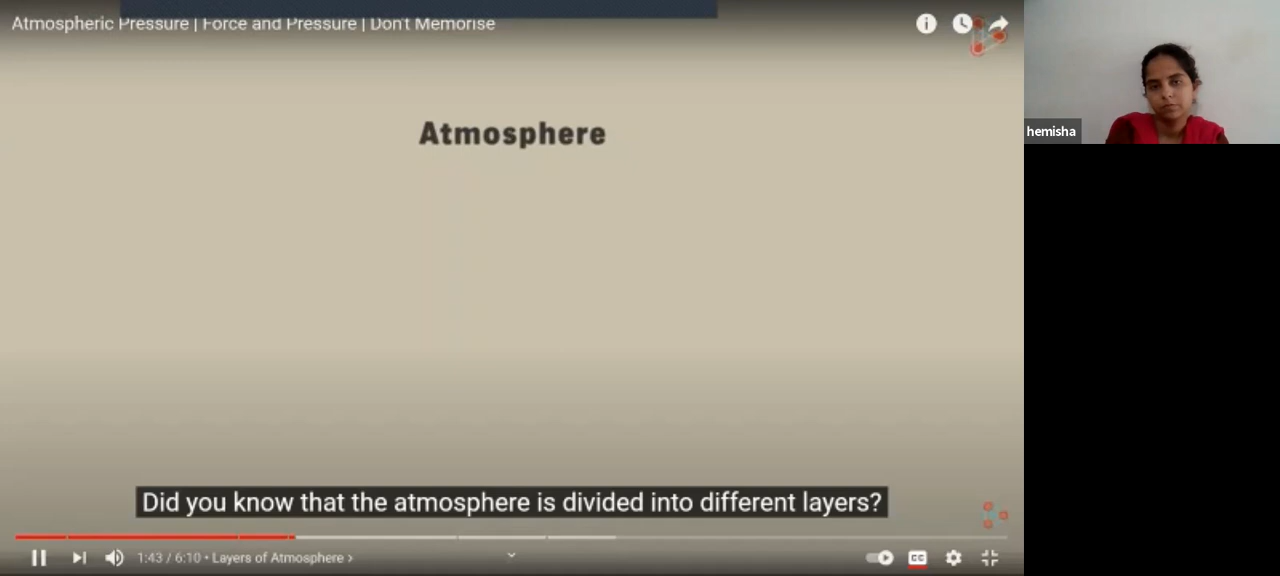 Atmospheric Pressure | Force and Pressure | Don't Memorise
hemisha
Atmosphere
Did you know that the atmosphere is divided into different layers?
1:43 / 6:10 • Layers of Atmosphere ›
CC